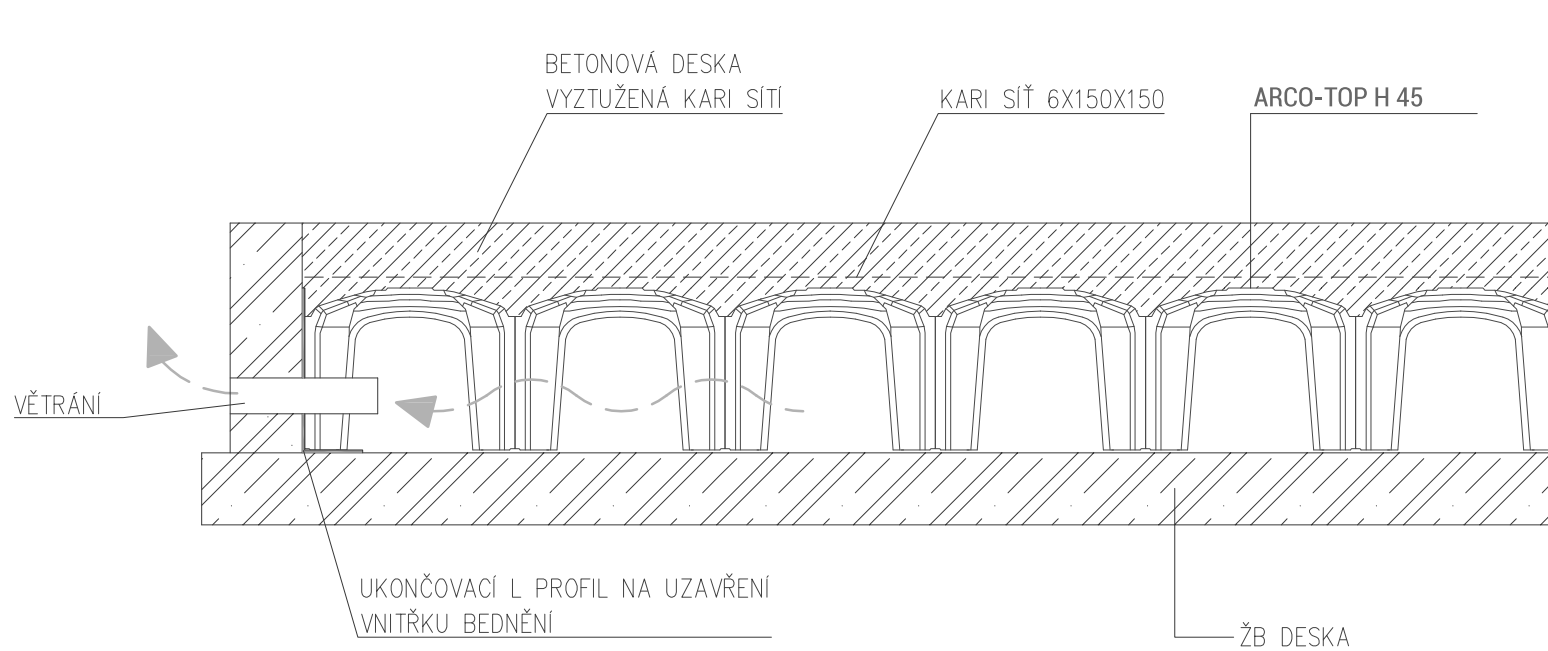 BETONOVÁ DESKA
VYZTUŽENÁ KARI SÍTÍ
KARI SÍŤ 6X150X150
ARCO-TOP H 45
VĚTRÁNÍ
UKONČOVACÍ L PROFIL NA UZAVŘENÍ
VNITŘKU BEDNĚNÍ
ŽB DESKA